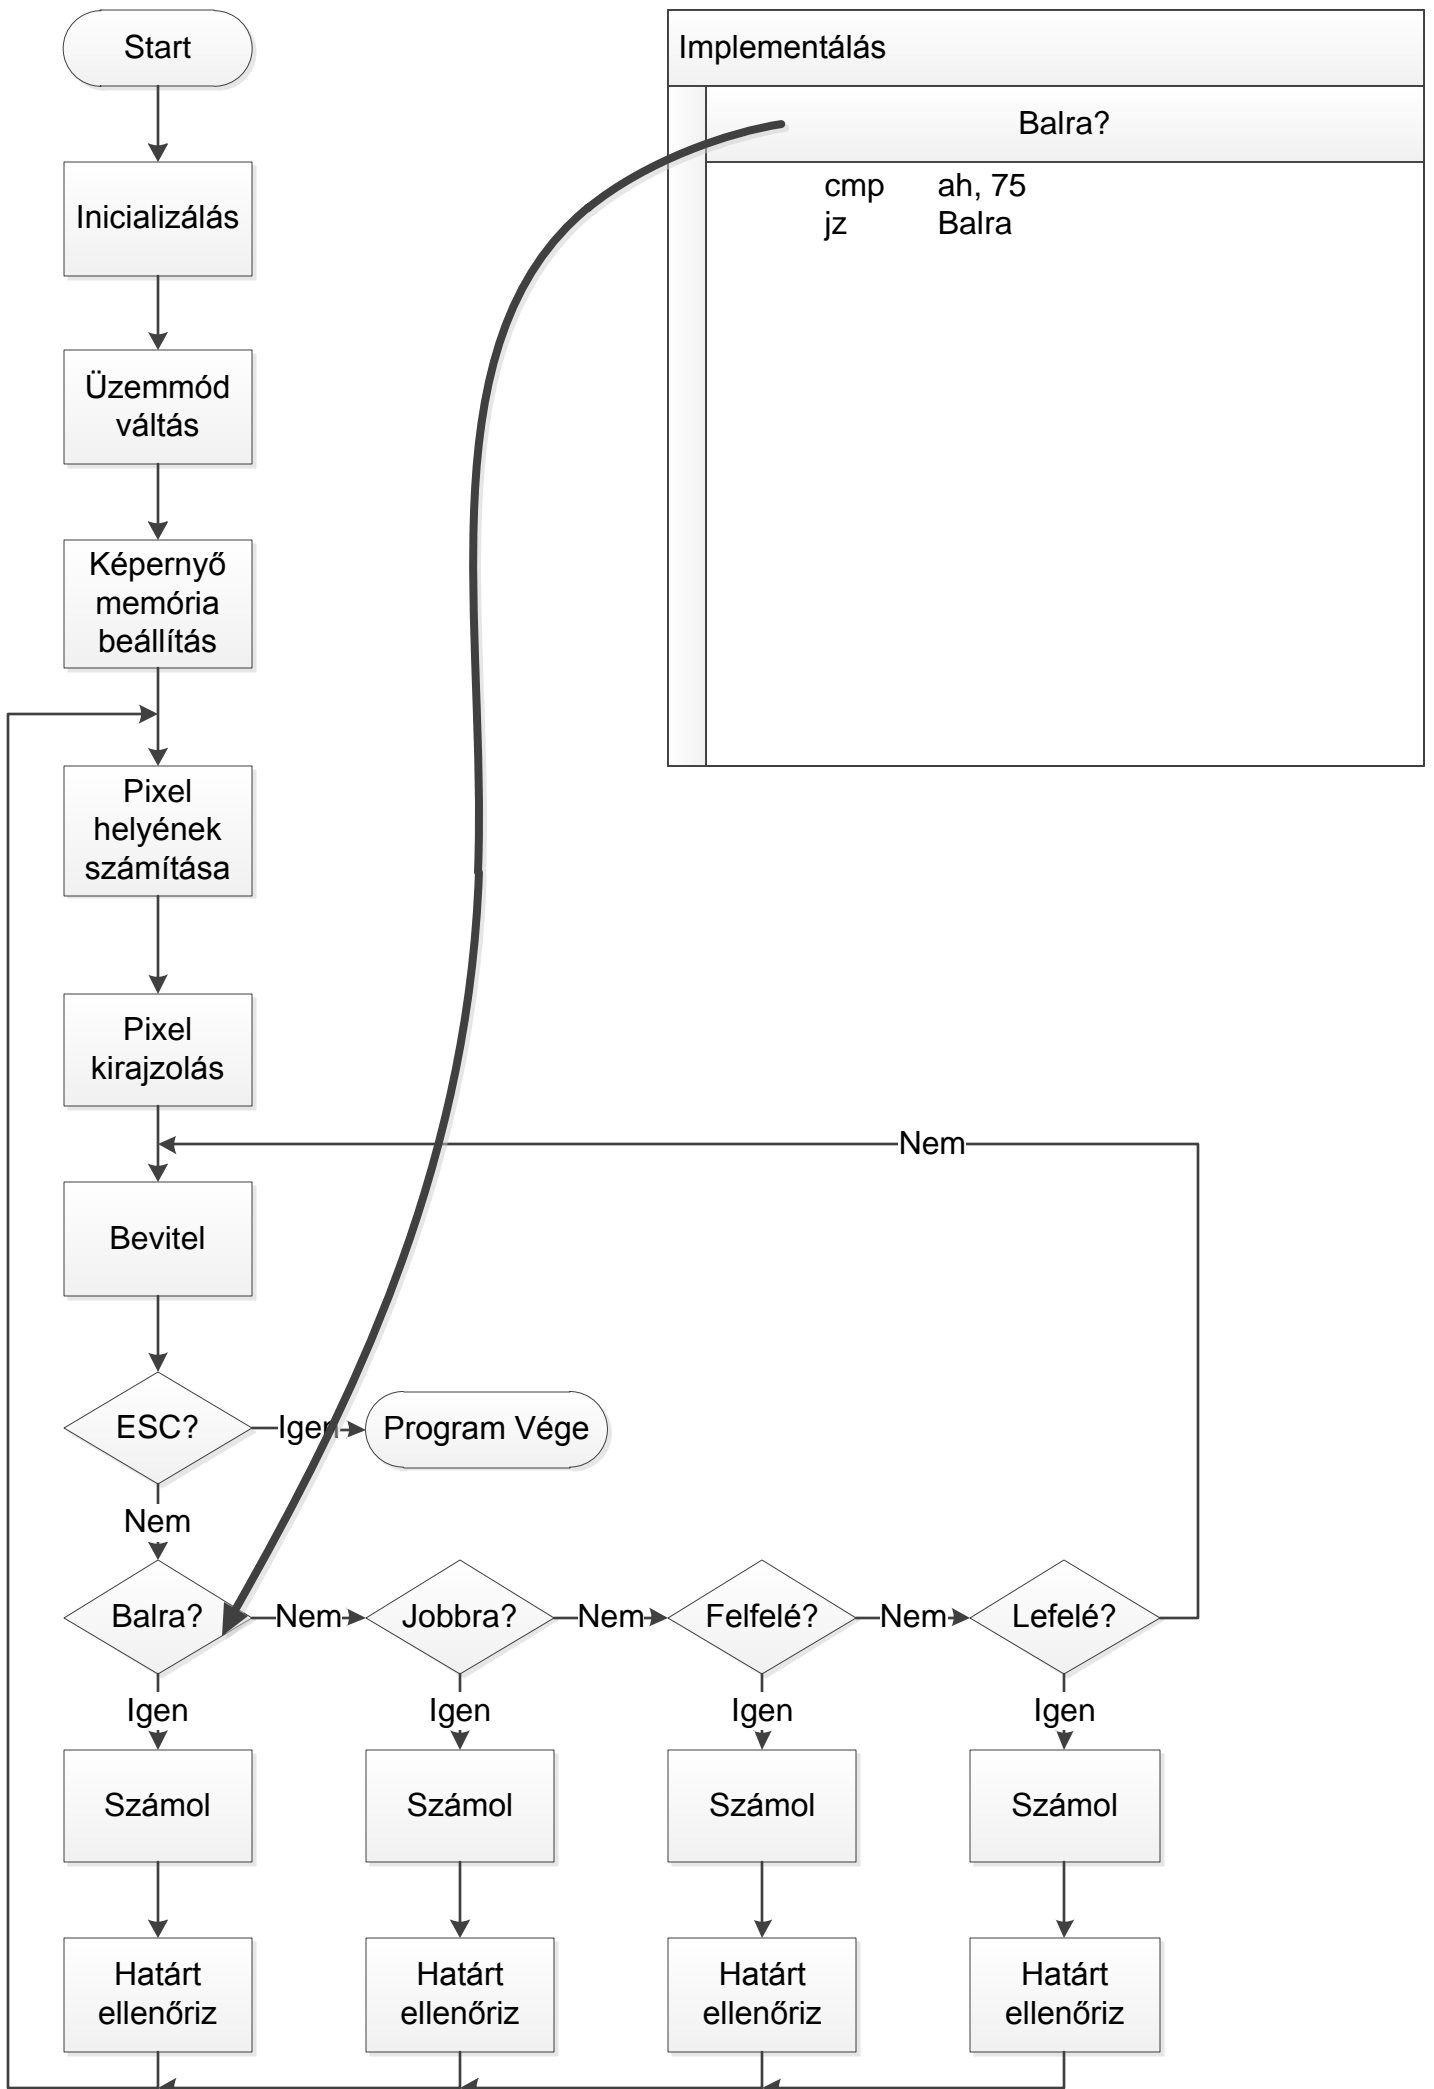 Start
Inicializálás
Üzemmód
váltás
Képernyő
memória
beállítás
Pixel
helyének
számítása
Pixel
kirajzolás
Bevitel
ESC?
Igen
Program Vége
Nem
Balra?
Nem
Jobbra?
Nem
Felfelé?
Nem
Lefelé?
Nem
Igen
Igen
Igen
Igen
Számol
Számol
Számol
Számol
Határt
ellenőriz
Határt
ellenőriz
Határt
ellenőriz
Határt
ellenőriz
Implementálás
Balra?
cmp ah, 75
jz Balra